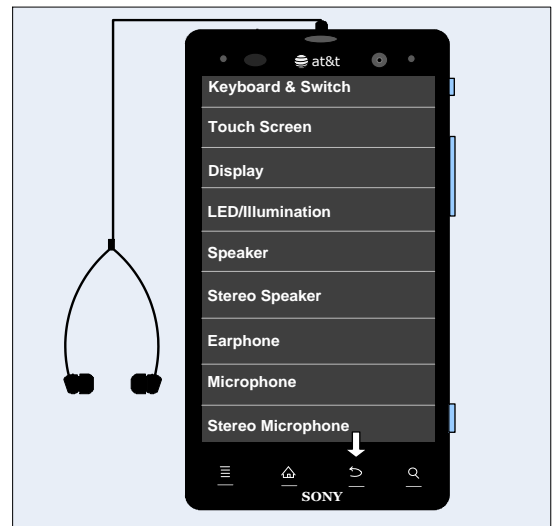 at&t
Keyboard & Switch
Touch Screen
Display
LED/Illumination
Speaker
Stereo Speaker
Earphone
Microphone
Stereo Microphone
SONY